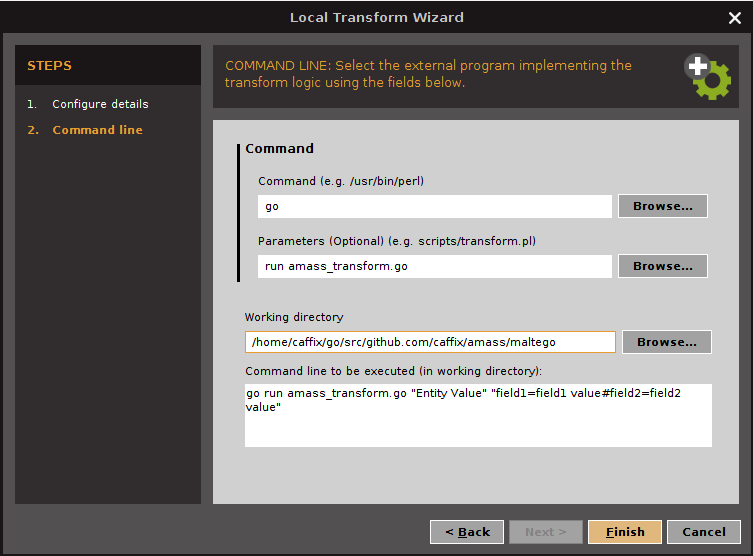 Local Transform Wizard
STEPS
1. Configure details
2. Command line
COMMAND LINE: Select the external program implementing the
transform logic using the fields below.
Command
Command (e.g. /usr/bin/perl)
go
Browse...
Parameters (Optional) (e.g. scripts/transform.pl)
run amass_transform.go
Browse...
Working directory
/home/caffix/go/src/github.com/caffix/amass/maltego
Browse...
Command line to be executed (in working directory):
go run amass_transform.go "Entity Value" "field1=field1 value#field2=field2
value"
< Back
Next >
Finish
Cancel